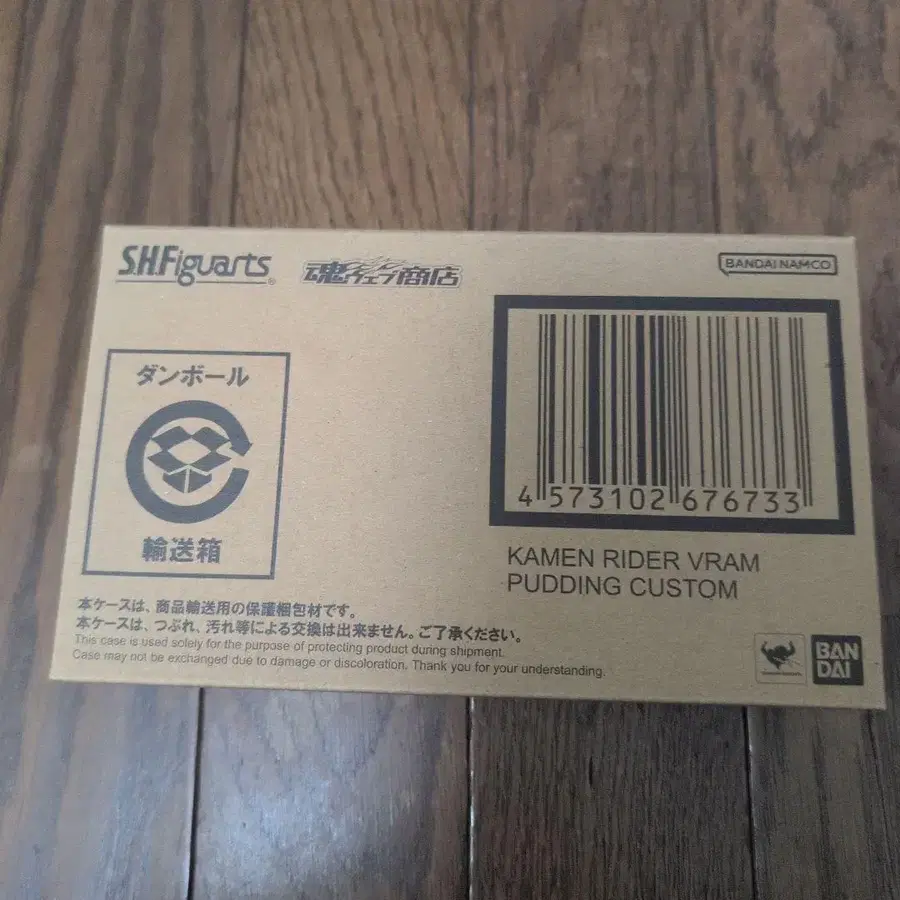 S.H.Figuarts®
魂ウェブ商店
BANDAI NAMCO
ダンボール
輸送箱
4 573102 676733
KAMEN RIDER VRAM
PUDDING CUSTOM
本ケースは、商品輸送用の保護梱包材です。
本ケースは、つぶれ、汚れ等による交換は出来ません。ご了承ください。
This case is used solely for the purpose of protecting product during shipment.
Case may not be exchanged due to damage or discoloration. Thank you for your understanding.
BAN
DAI